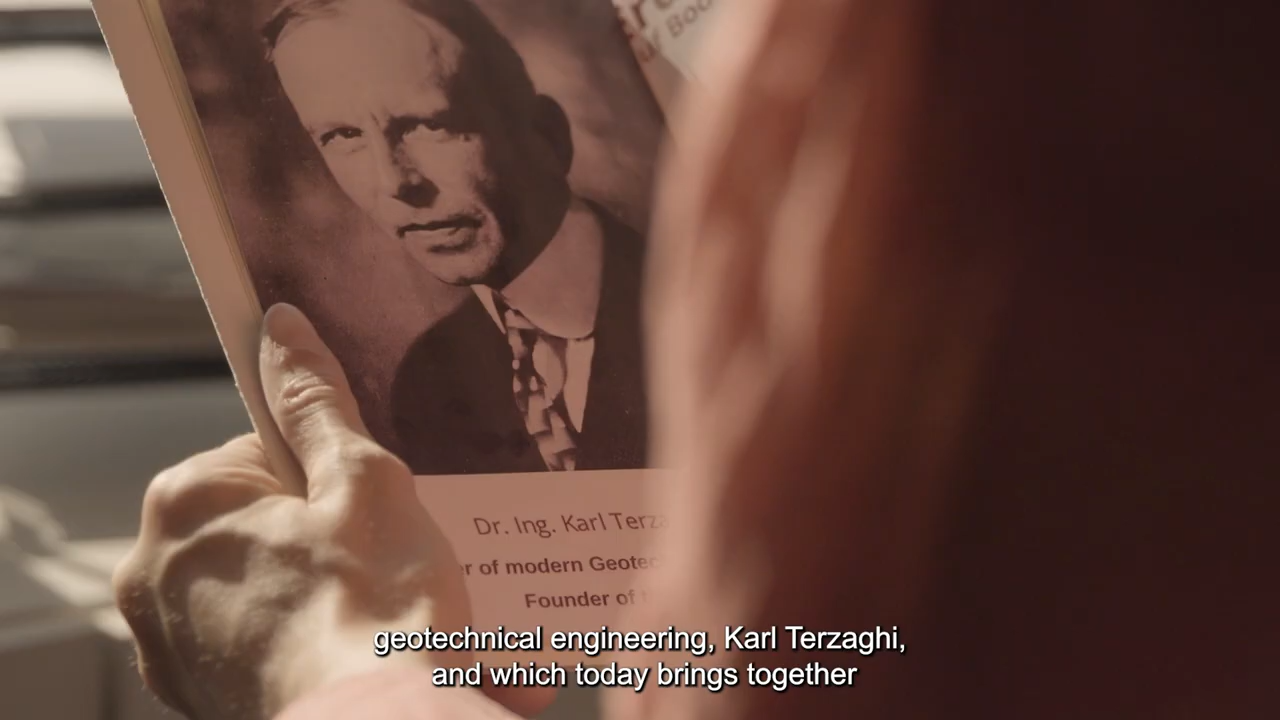 Boo
Dr. Ing. Karl Terza
er of modern Geotec
Founder of
geotechnical engineering, Karl Terzaghi,
and which today brings together